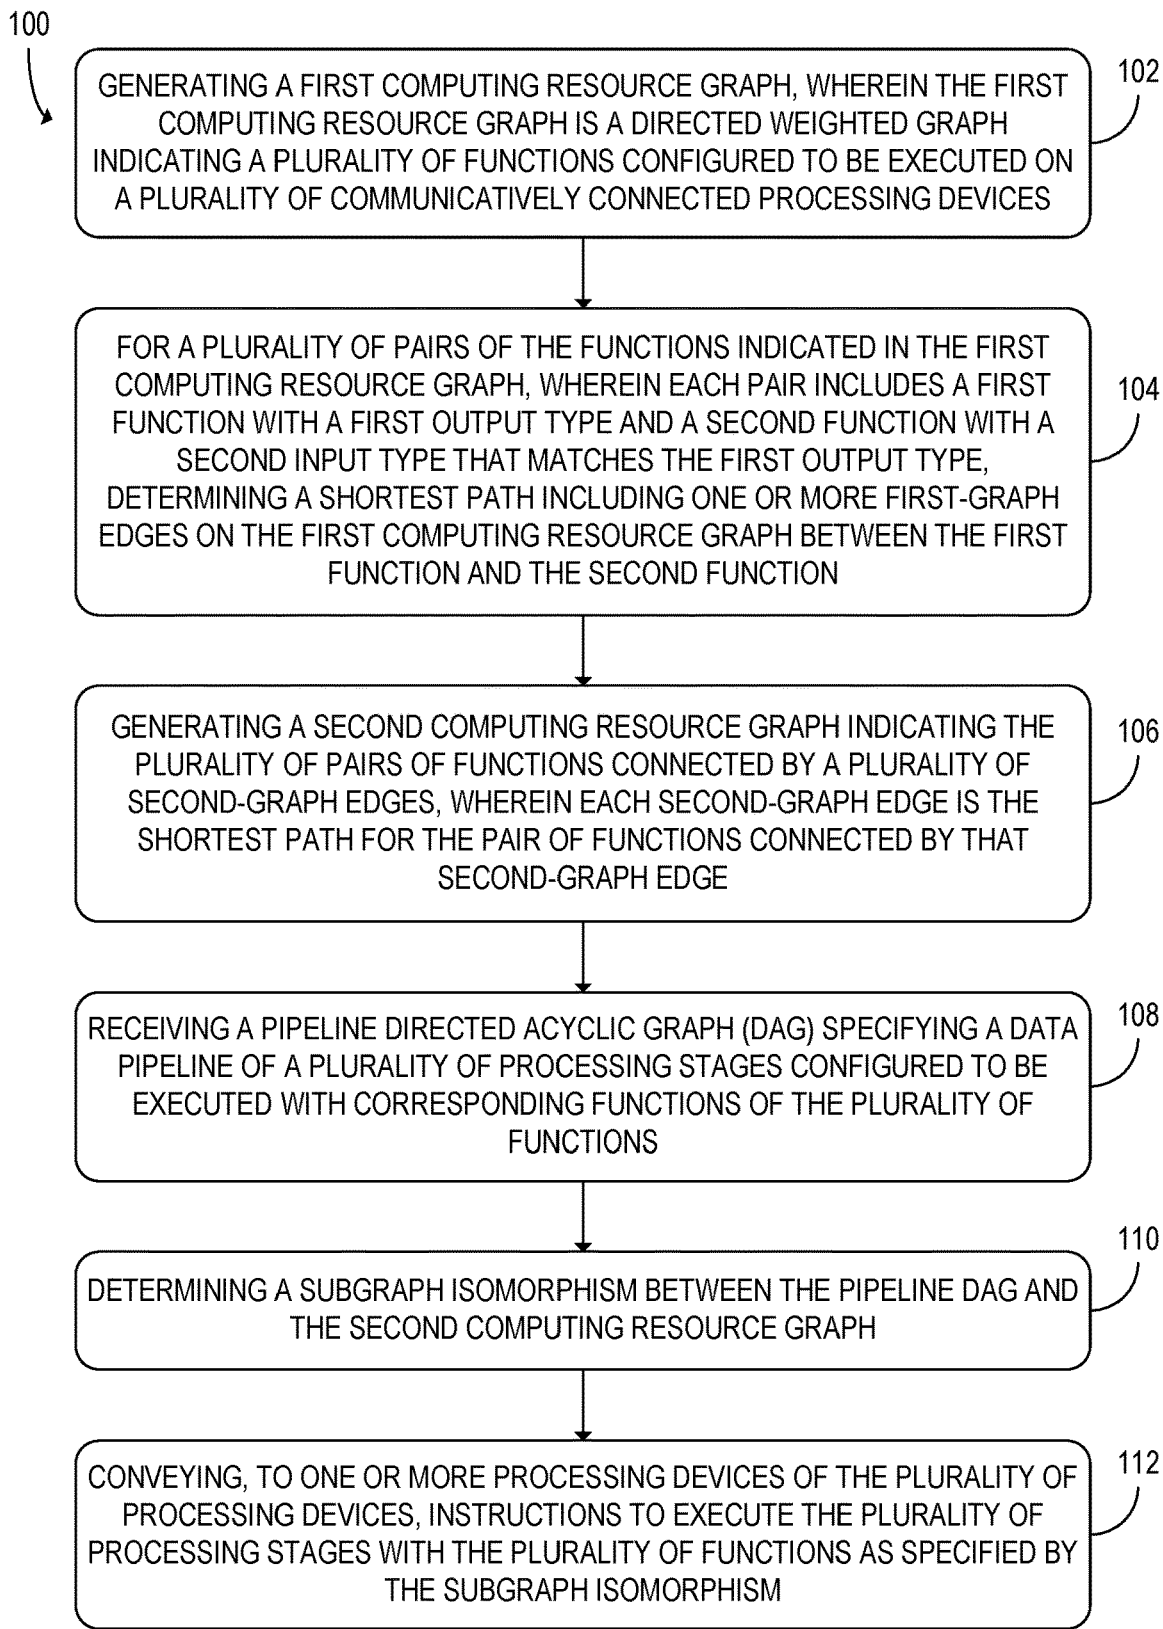 100
GENERATING A FIRST COMPUTING RESOURCE GRAPH, WHEREIN THE FIRST
COMPUTING RESOURCE GRAPH IS A DIRECTED WEIGHTED GRAPH
INDICATING A PLURALITY OF FUNCTIONS CONFIGURED TO BE EXECUTED ON
A PLURALITY OF COMMUNICATIVELY CONNECTED PROCESSING DEVICES
102
FOR A PLURALITY OF PAIRS OF THE FUNCTIONS INDICATED IN THE FIRST
COMPUTING RESOURCE GRAPH, WHEREIN EACH PAIR INCLUDES A FIRST
FUNCTION WITH A FIRST OUTPUT TYPE AND A SECOND FUNCTION WITH A
SECOND INPUT TYPE THAT MATCHES THE FIRST OUTPUT TYPE,
DETERMINING A SHORTEST PATH INCLUDING ONE OR MORE FIRST-GRAPH
EDGES ON THE FIRST COMPUTING RESOURCE GRAPH BETWEEN THE FIRST
FUNCTION AND THE SECOND FUNCTION
104
GENERATING A SECOND COMPUTING RESOURCE GRAPH INDICATING THE
PLURALITY OF PAIRS OF FUNCTIONS CONNECTED BY A PLURALITY OF
SECOND-GRAPH EDGES, WHEREIN EACH SECOND-GRAPH EDGE IS THE
SHORTEST PATH FOR THE PAIR OF FUNCTIONS CONNECTED BY THAT
SECOND-GRAPH EDGE
106
RECEIVING A PIPELINE DIRECTED ACYCLIC GRAPH (DAG) SPECIFYING A DATA
PIPELINE OF A PLURALITY OF PROCESSING STAGES CONFIGURED TO BE
EXECUTED WITH CORRESPONDING FUNCTIONS OF THE PLURALITY OF
FUNCTIONS
108
DETERMINING A SUBGRAPH ISOMORPHISM BETWEEN THE PIPELINE DAG AND
THE SECOND COMPUTING RESOURCE GRAPH
110
CONVEYING, TO ONE OR MORE PROCESSING DEVICES OF THE PLURALITY OF
PROCESSING DEVICES, INSTRUCTIONS TO EXECUTE THE PLURALITY OF
PROCESSING STAGES WITH THE PLURALITY OF FUNCTIONS AS SPECIFIED BY
THE SUBGRAPH ISOMORPHISM
112